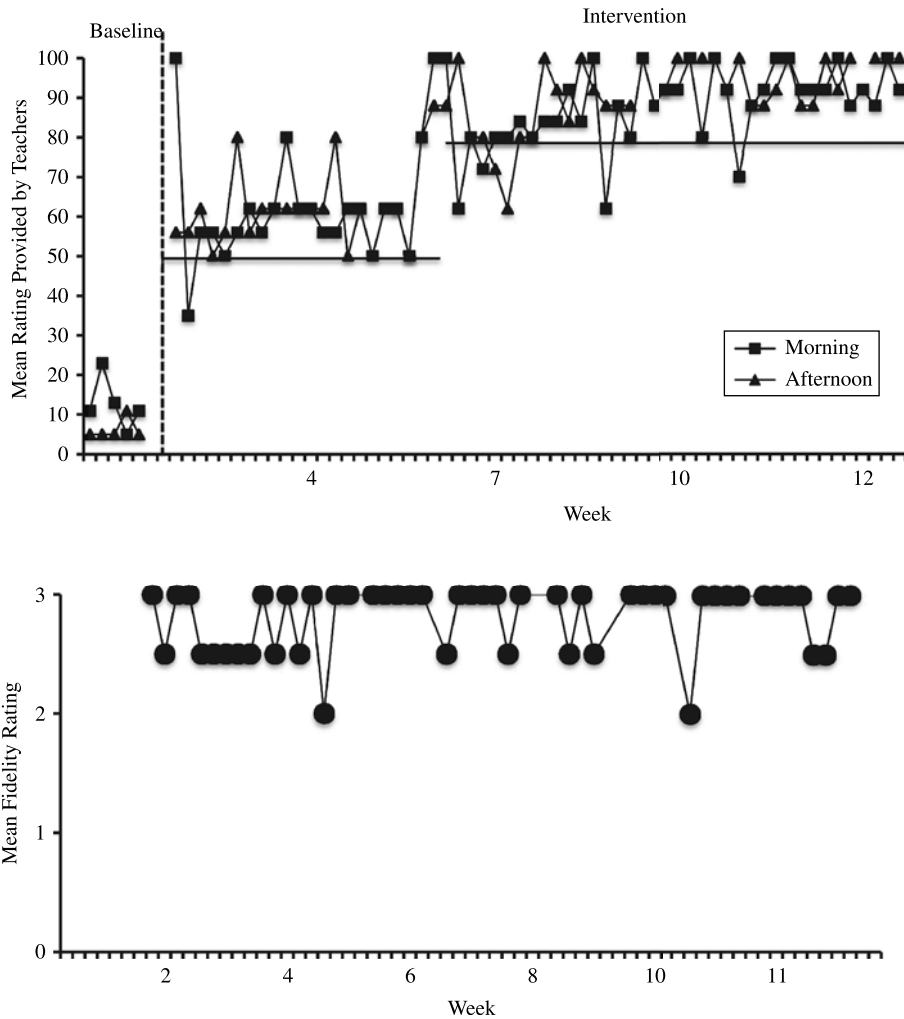 Intervention
Baseline
Mean Rating Provided by Teachers
100
90
80
70
60
50
40
30
20
10
0
Morning
Afternoon
4 7 10 12
Week
Mean Fidelity Rating
3
2
1
0
2 4 6 8 10 11
Week